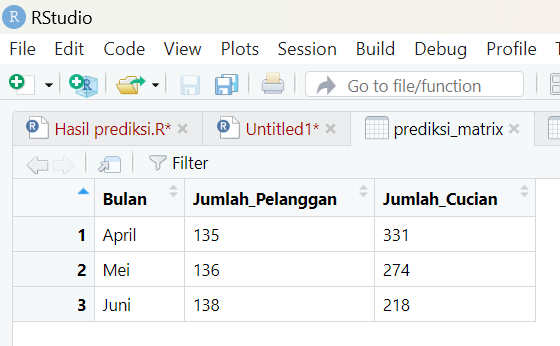 RStudio
File Edit Code View Plots Session Build Debug Profile
Go to file/function
Hasil prediksi.R* Untitled1* prediksi_matrix
Filter
Bulan Jumlah_Pelanggan Jumlah_Cucian
1 April 135 331
2 Mei 136 274
3 Juni 138 218